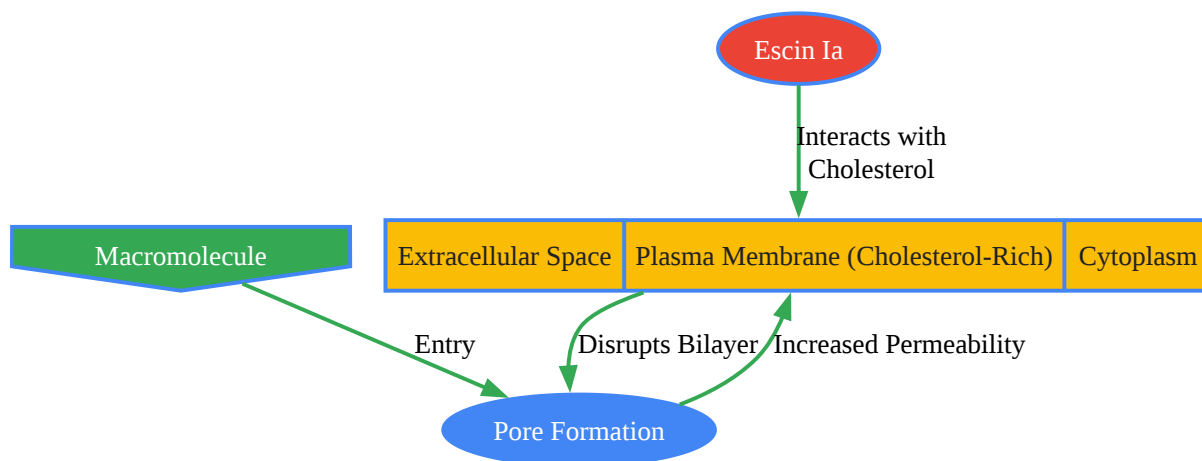 Escin Ia
Interacts with
Cholesterol
Macromolecule
Extracellular Space
Plasma Membrane (Cholesterol-Rich)
Cytoplasm
Entry
Disrupts Bilayer
Increased Permeability
Pore Formation